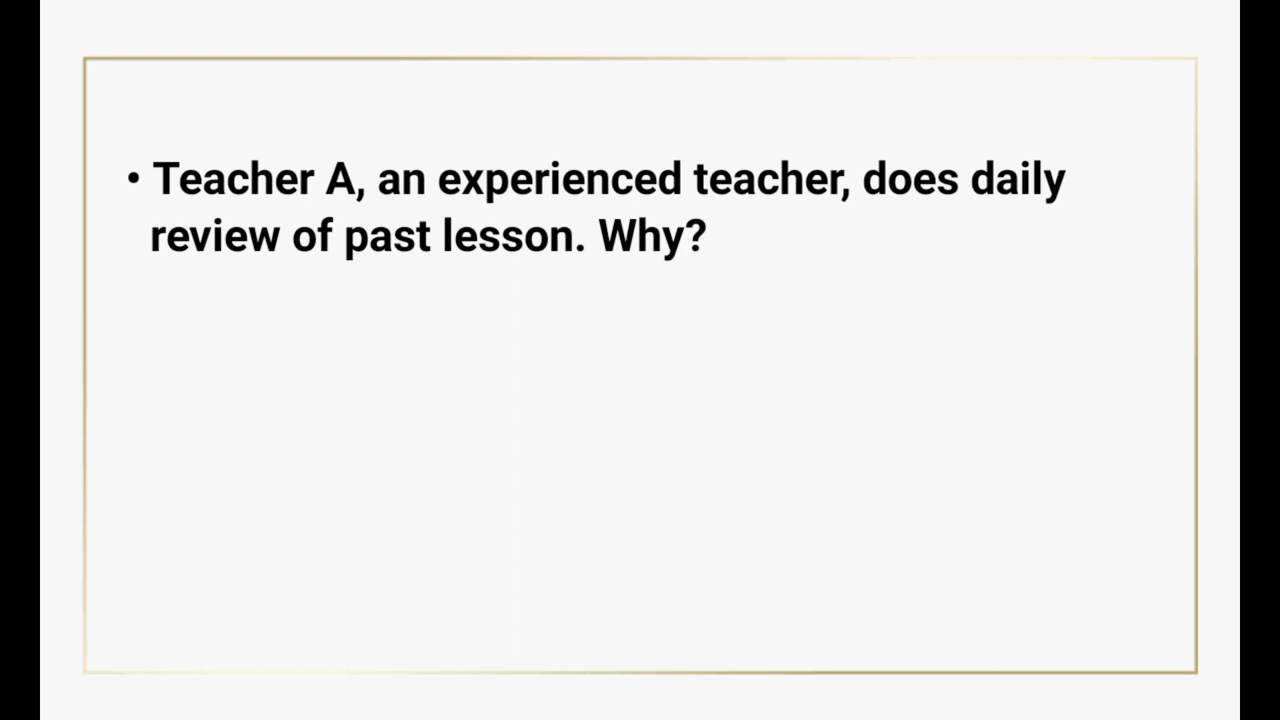 • Teacher A, an experienced teacher, does daily
review of past lesson. Why?